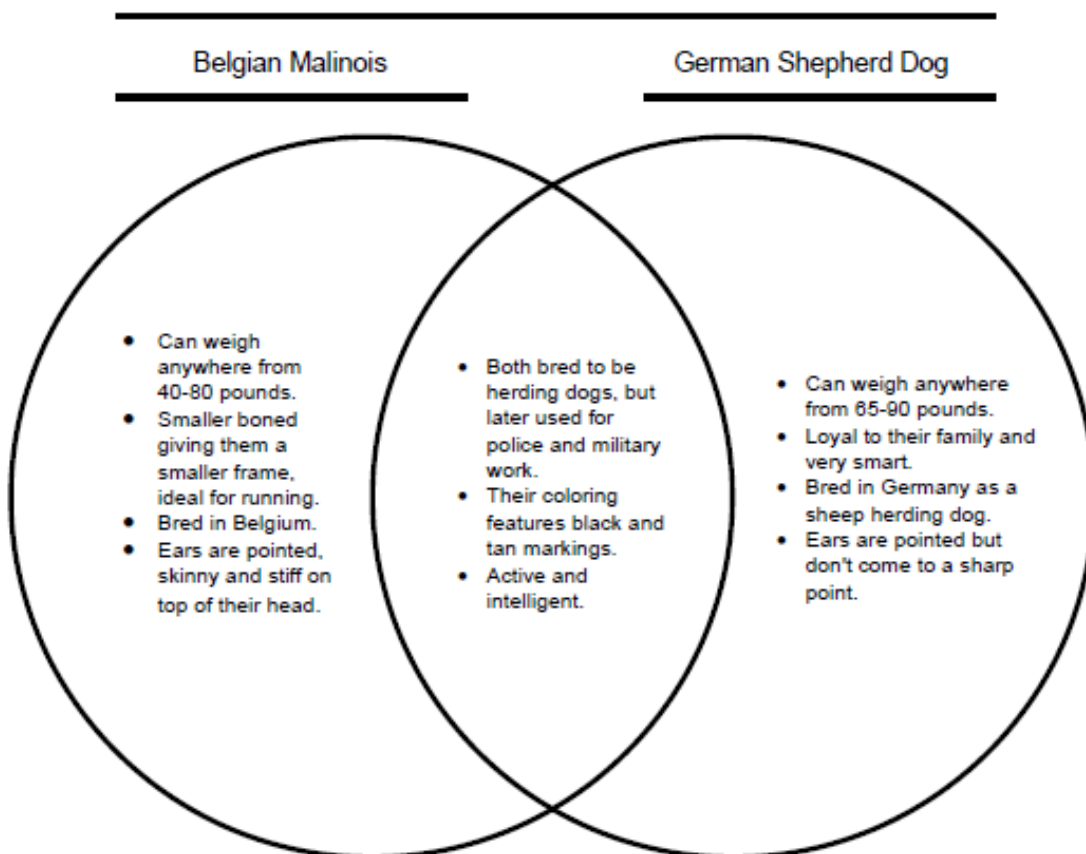 Belgian Malinois
German Shepherd Dog
• Can weigh
anywhere from
40-80 pounds.
• Smaller boned
giving them a
smaller frame,
ideal for running.
• Bred in Belgium.
• Ears are pointed,
skinny and stiff on
top of their head.
• Both bred to be
herding dogs, but
later used for
police and military
work.
• Their coloring
features black and
tan markings.
• Active and
intelligent.
• Can weigh anywhere
from 65-90 pounds.
• Loyal to their family and
very smart.
• Bred in Germany as a
sheep herding dog.
• Ears are pointed but
don't come to a sharp
point.